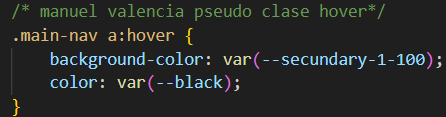 /* manuel valencia pseudo clase hover*/
.main-nav a:hover {
    background-color: var(--secundary-1-100);
    color: var(--black);
}